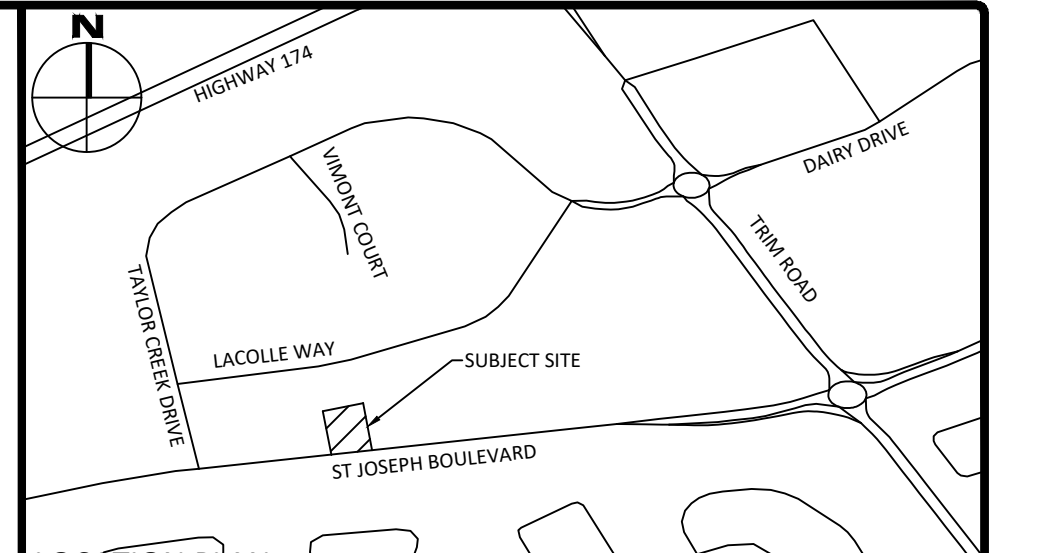 N
HIGHWAY 174
VIMONT COURT
DAIRY DRIVE
TRIM ROAD
TAYLOR CREEK DRIVE
LACOLLE WAY
SUBJECT SITE
ST JOSEPH BOULEVARD